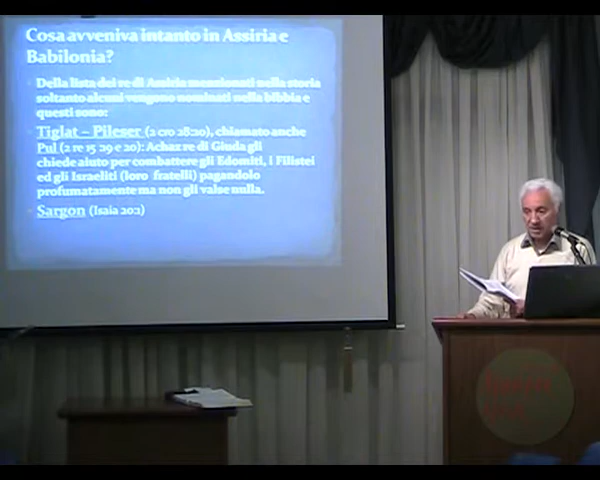 Cosa avveniva intanto in Assiria e
Babilonia?
Della lista dei re di Assiria menzionati nella storia
soltanto alcuni vengono nominati nella bibbia e
questi sono:
Tiglat – Pileser (2 cro 28:20), chiamato anche
Pul (2 re 15 29 e 20): Achaz re di Giuda gli
chiede aiuto per combattere gli Edomiti, i Filistei
ed gli Israeliti (loro fratelli) pagandolo
profumatamente ma non gli valse nulla.
Sargon (Isaia 20:1)